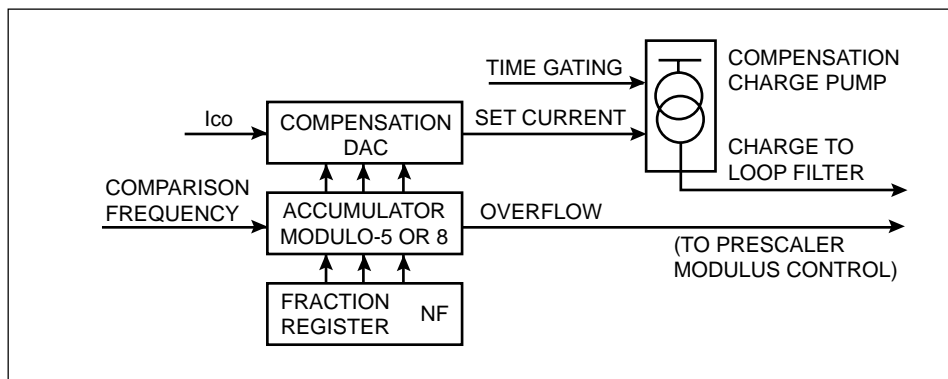 TIME GATING
COMPENSATION
CHARGE PUMP
Ico
COMPENSATION
DAC
SET CURRENT
CHARGE TO
LOOP FILTER
COMPARISON
FREQUENCY
ACCUMULATOR
MODULO-5 OR 8
OVERFLOW
(TO PRESCALER
MODULUS CONTROL)
FRACTION
REGISTER NF